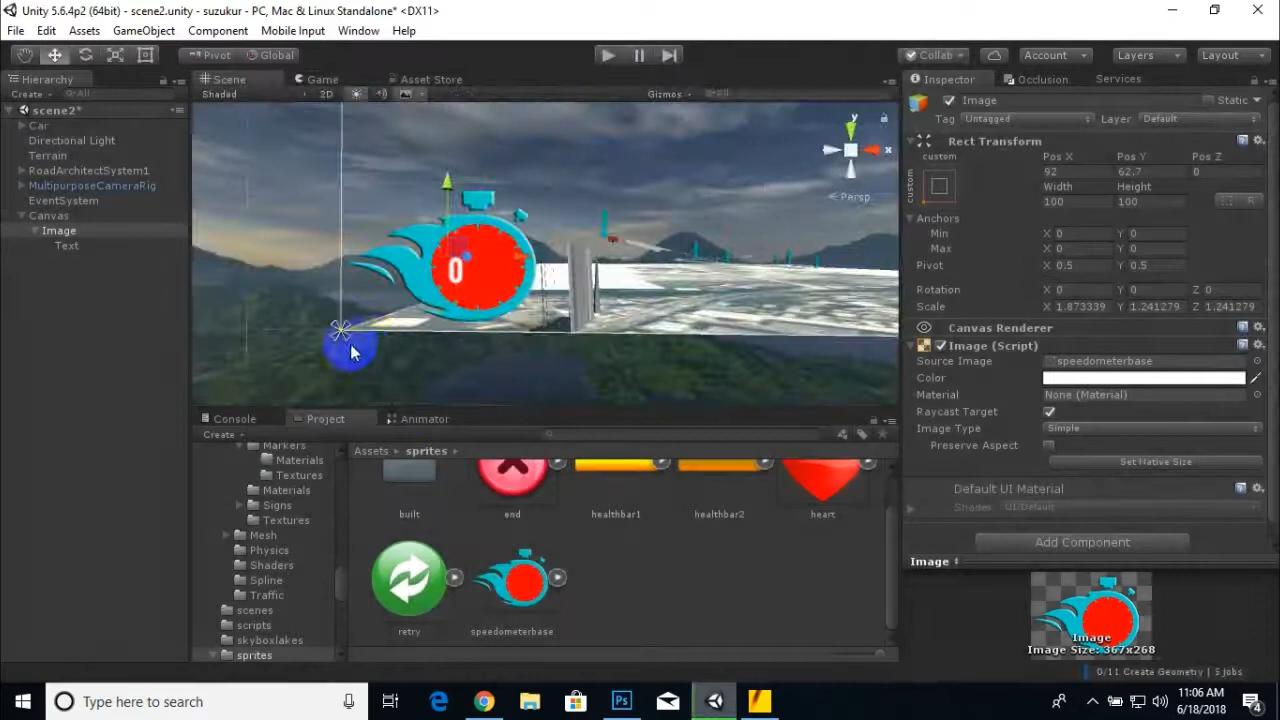 Unity 5.6.4p2 (64bit) - scene2.unity - suzukur - PC, Mac & Linux Standalone* <DX11>
File Edit Assets GameObject Component Mobile Input Window Help
Pivot Global Collab Account Layers Layout
Hierarchy Scene Game Asset Store Inspector Occlusion Services
Create All Shaded 2D Gizmos All Image Static
scene2* Tag Untagged Layer Default
Car
Directional Light
Terrain
RoadArchitectSystem1
MultipurposeCameraRig
EventSystem
Canvas
Image
Text
y
x
Persp
0
Rect Transform
custom Pos X Pos Y Pos Z
custom 92 62.7 0
Width Height
100 100 R
Anchors
Min X 0 Y 0
Max X 0 Y 0
Pivot X 0.5 Y 0.5
Rotation X 0 Y 0 Z 0
Scale X 1.873339 Y 1.241279 Z 1.241279
Canvas Renderer
Image (Script)
Source Image speedometerbase
Color
Material None (Material)
Raycast Target
Image Type Simple
Preserve Aspect
Set Native Size
Default UI Material
Shader UI/Default
Add Component
Image
Image
Image Size: 367x268
0/11 Create Geometry | 5 jobs
Console Project Animator
Create
Markers
Materials
Textures
Materials
Signs
Textures
Mesh
Physics
Shaders
Spline
Traffic
scenes
scripts
skyboxlakes
sprites
Assets sprites
built end healthbar1 healthbar2 heart
retry speedometerbase
Type here to search
11:06 AM
6/18/2018
4